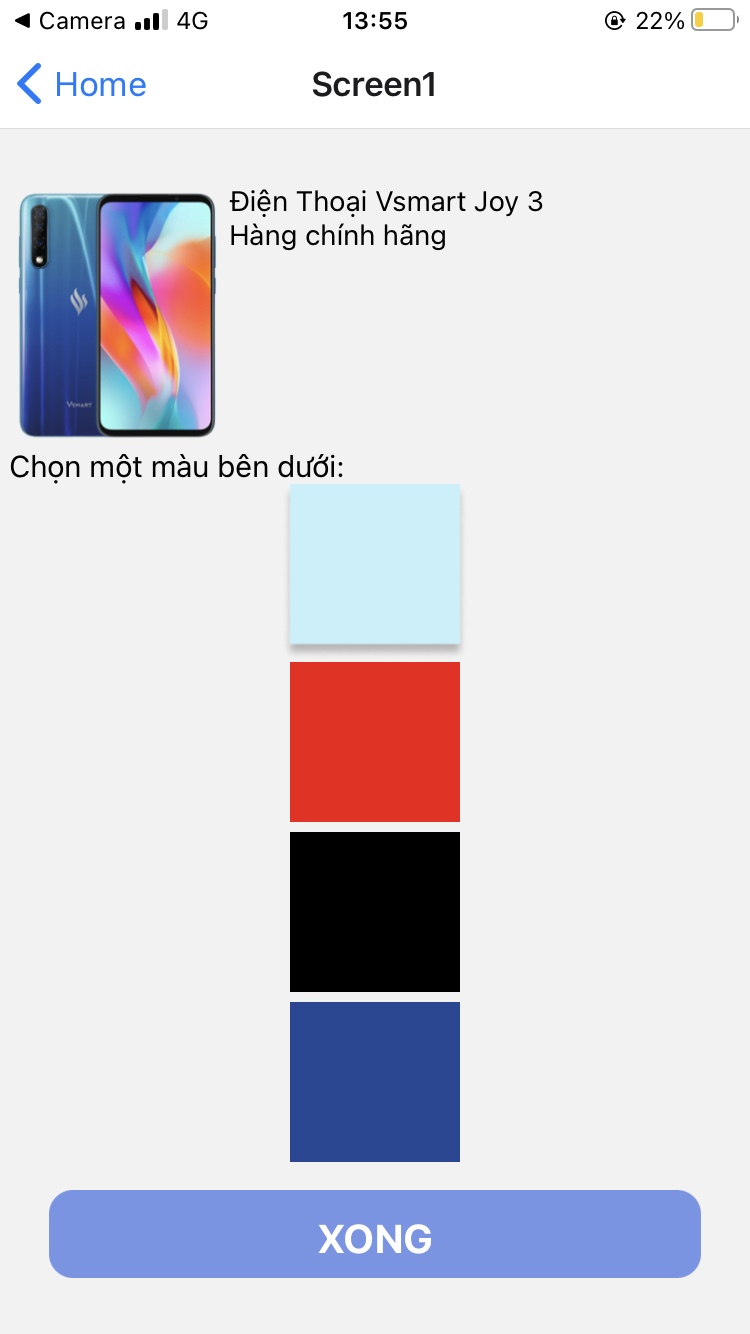 Camera 4G 13:55 22%
Home Screen1
Điện Thoại Vsmart Joy 3
Hàng chính hãng
VSMART
Chọn một màu bên dưới:
XONG